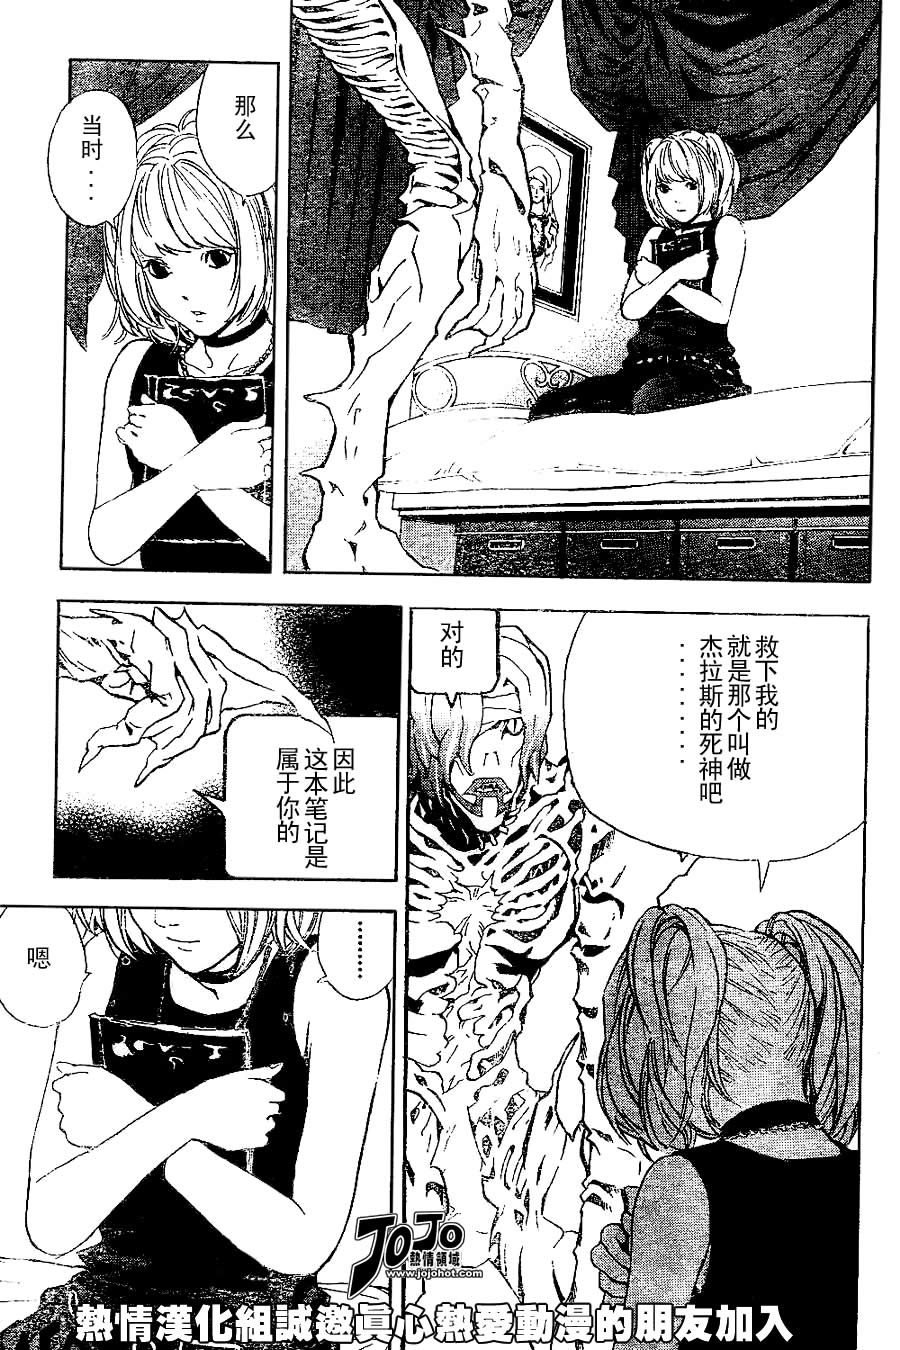 那么
当时...
救下我的
就是那个叫做
杰拉斯的死神吧
......
对的
因此
这本笔记是
属于你的
………
嗯
JOJO
熱情領域
www.jojohot.com
熱情漢化組誠邀眞心熱愛動漫的朋友加入